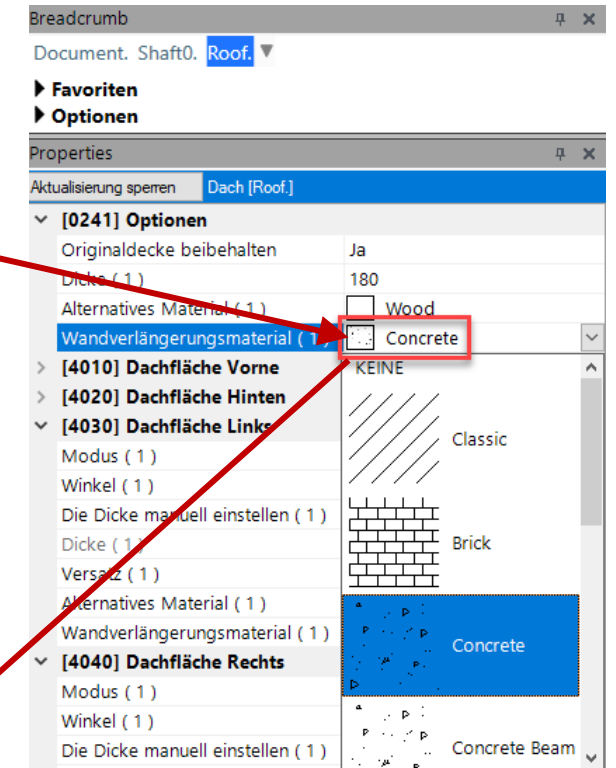 Breadcrumb
Document. Shaft0. Roof.
Favoriten
Optionen
Properties
Aktualisierung sperren Dach [Roof.]
[0241] Optionen
Originaldecke beibehalten Ja
Dicke ( 1 ) 180
Alternatives Material ( 1 ) Wood
Wandverlängerungsmaterial ( 1 ) Concrete
[4010] Dachfläche Vorne KEINE
[4020] Dachfläche Hinten
[4030] Dachfläche Links
Classic
Modus ( 1 )
Winkel ( 1 )
Die Dicke manuell einstellen ( 1 )
Dicke ( 1 ) Brick
Versatz ( 1 )
Alternatives Material ( 1 )
Wandverlängerungsmaterial ( 1 )
Concrete
[4040] Dachfläche Rechts
Modus ( 1 )
Winkel ( 1 )
Die Dicke manuell einstellen ( 1 ) Concrete Beam